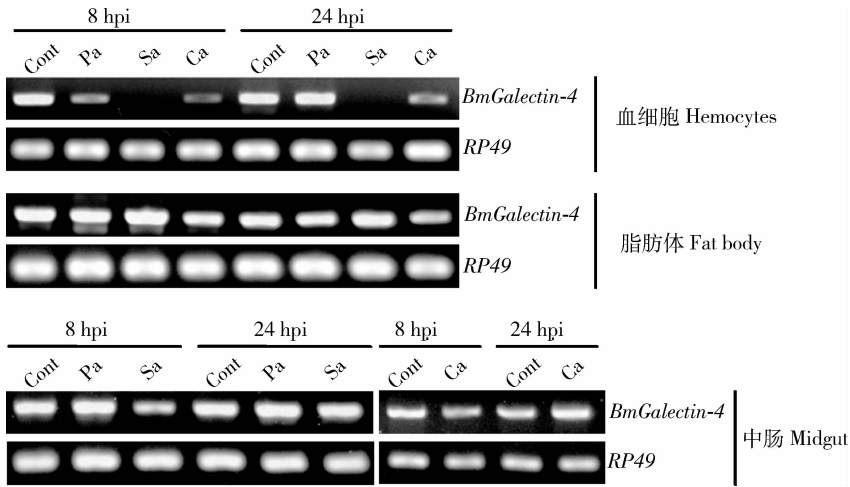 8 hpi 24 hpi
Cont Pa Sa Ca Cont Pa Sa Ca
BmGalectin-4
血细胞 Hemocytes
RP49
BmGalectin-4
脂肪体 Fat body
RP49
8 hpi 24 hpi 8 hpi 24 hpi
Cont Pa Sa Cont Pa Sa Cont Ca Cont Ca
BmGalectin-4
中肠 Midgut
RP49